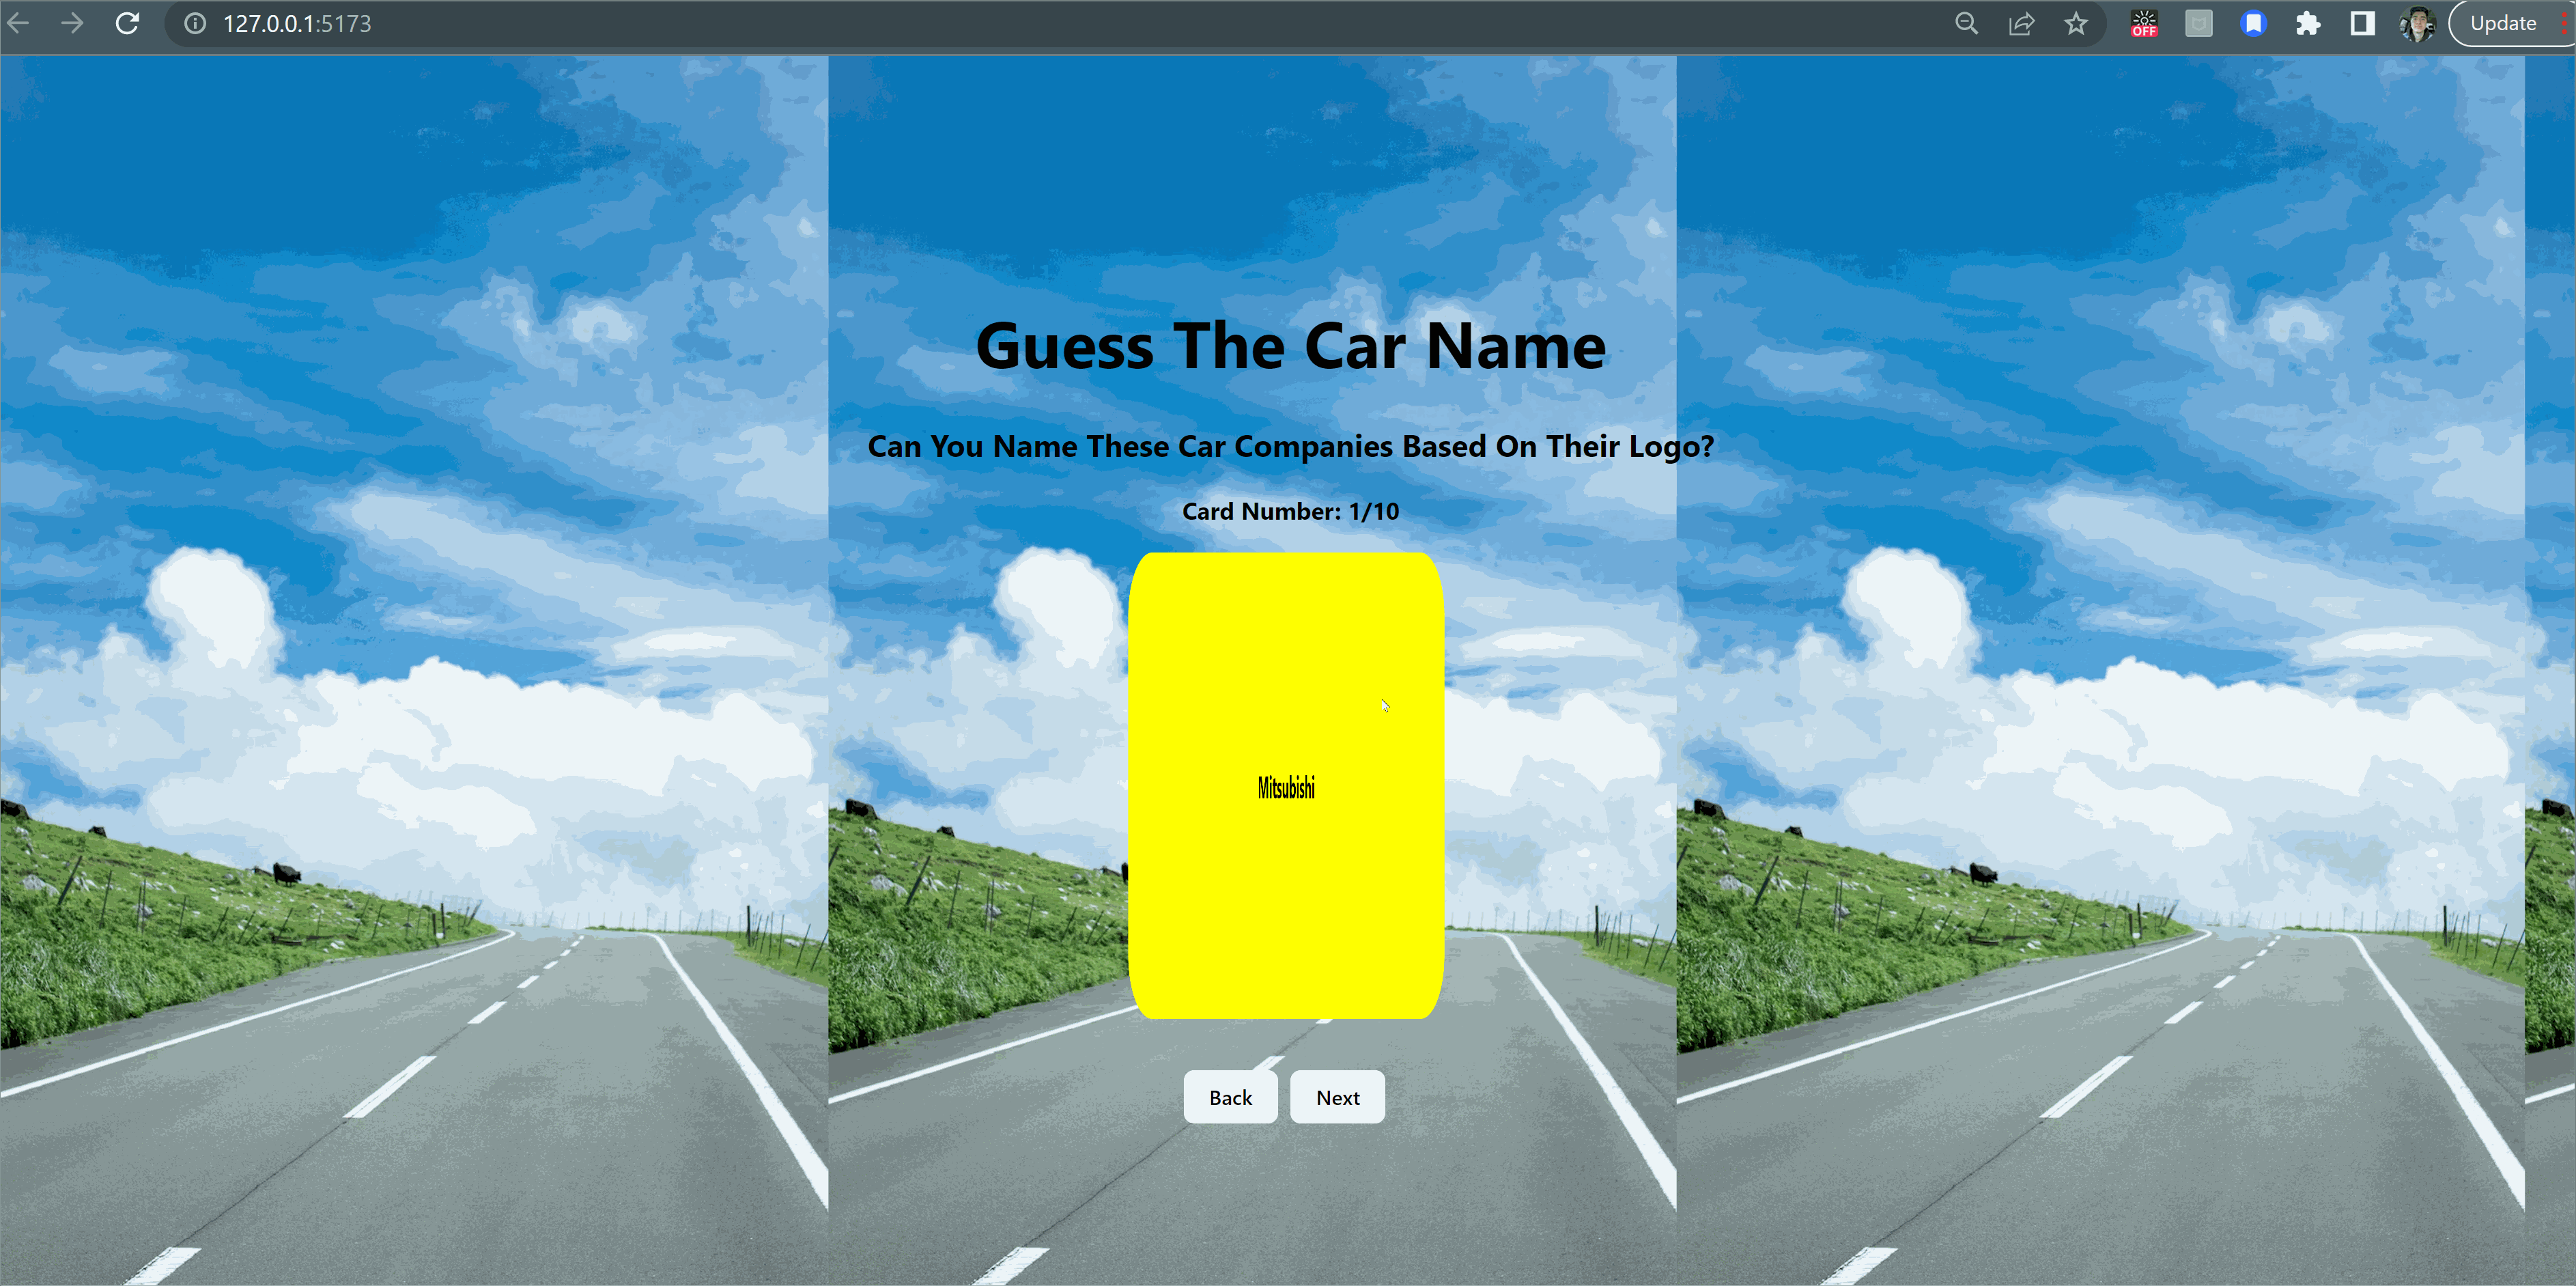 127.0.0.1:5173
OFF
Update
Guess The Car Name
Can You Name These Car Companies Based On Their Logo?
Card Number: 1/10
Mitsubishi
Back
Next